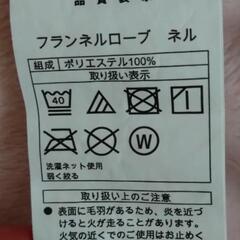 フランネルローブ ネル
組成 ポリエステル100%
取り扱い表示
40
W
洗濯ネット使用
弱く絞る
取り扱い上のご注意
● 表面に毛羽があるため、炎を近づ
けると火が走ることがあります。
火気の近くでのご使用はお止めく